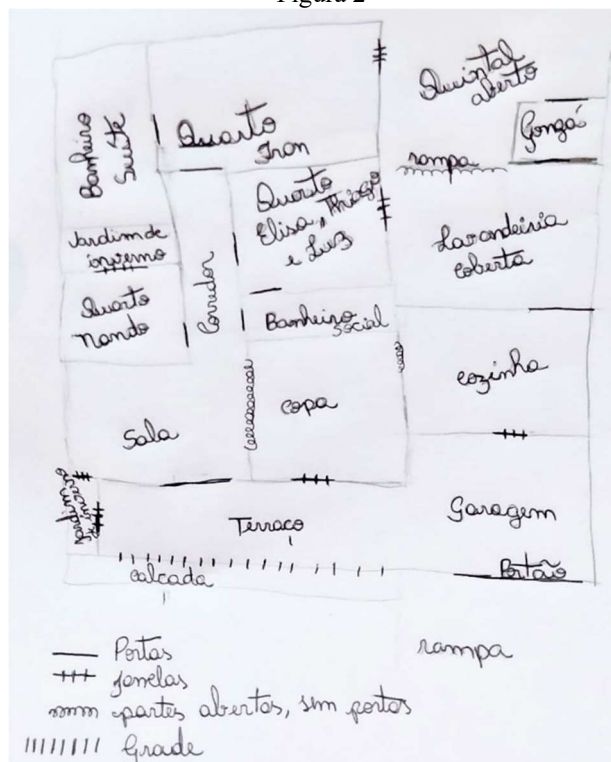 Figura 2
Quintal
aberto
Gonzá
Banheiro
Suíte
Quarto
Iron
rampa
Quarto
Elisa, Thiago
e Luz
Lavanderia
coberta
Jardim de
inverno
Corredor
Quarto
Nando
Banheiro
Social
cozinha
copa
Sala
Jardim de
inverno
Terraço
Garagem
Portão
calçada
rampa
Portas
Janelas
partes abertas, sem portas
Grade